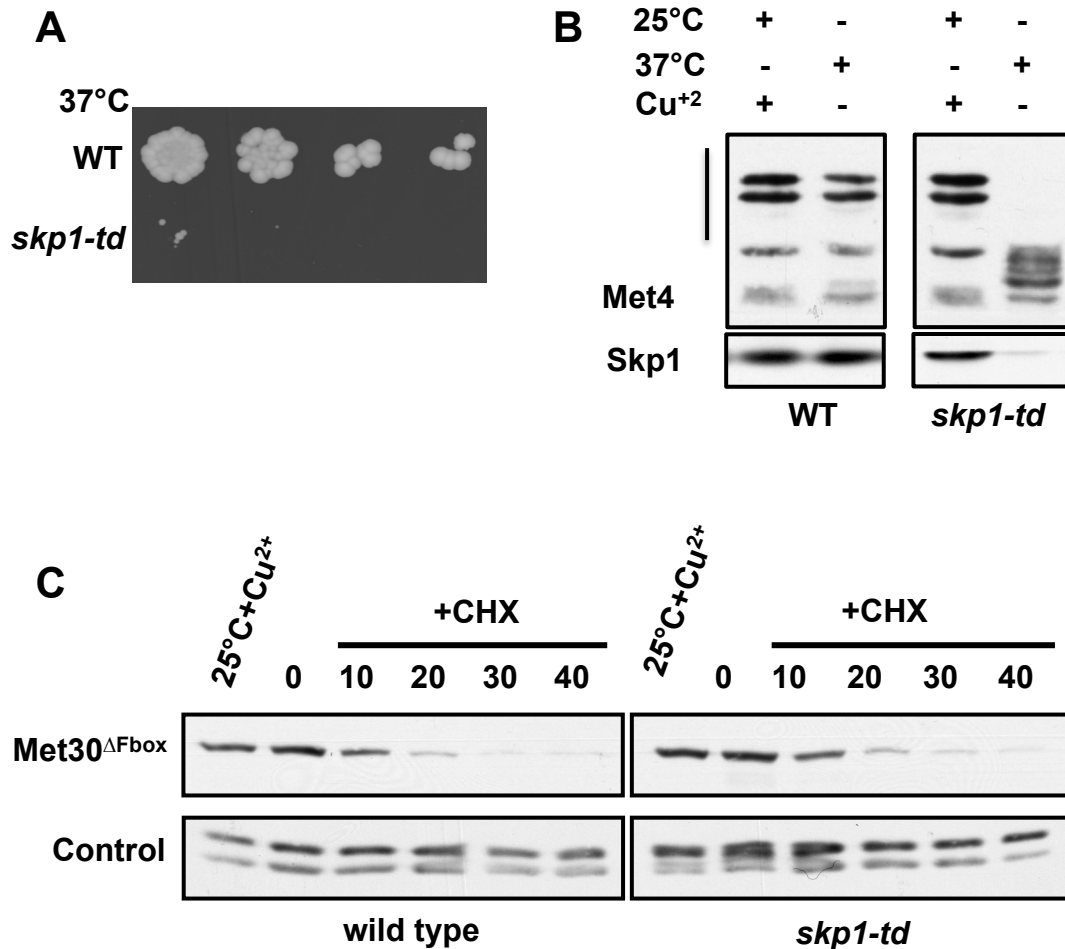 A
37°C
WT
skp1-td
B
25°C + - + -
37°C - + - +
Cu⁺² + - + -
Met4
Skp1
WT skp1-td
C
25°C+Cu²⁺ 0 +CHX 10 20 30 40 25°C+Cu²⁺ 0 +CHX 10 20 30 40
Met30ᐞFbox
Control
wild type skp1-td